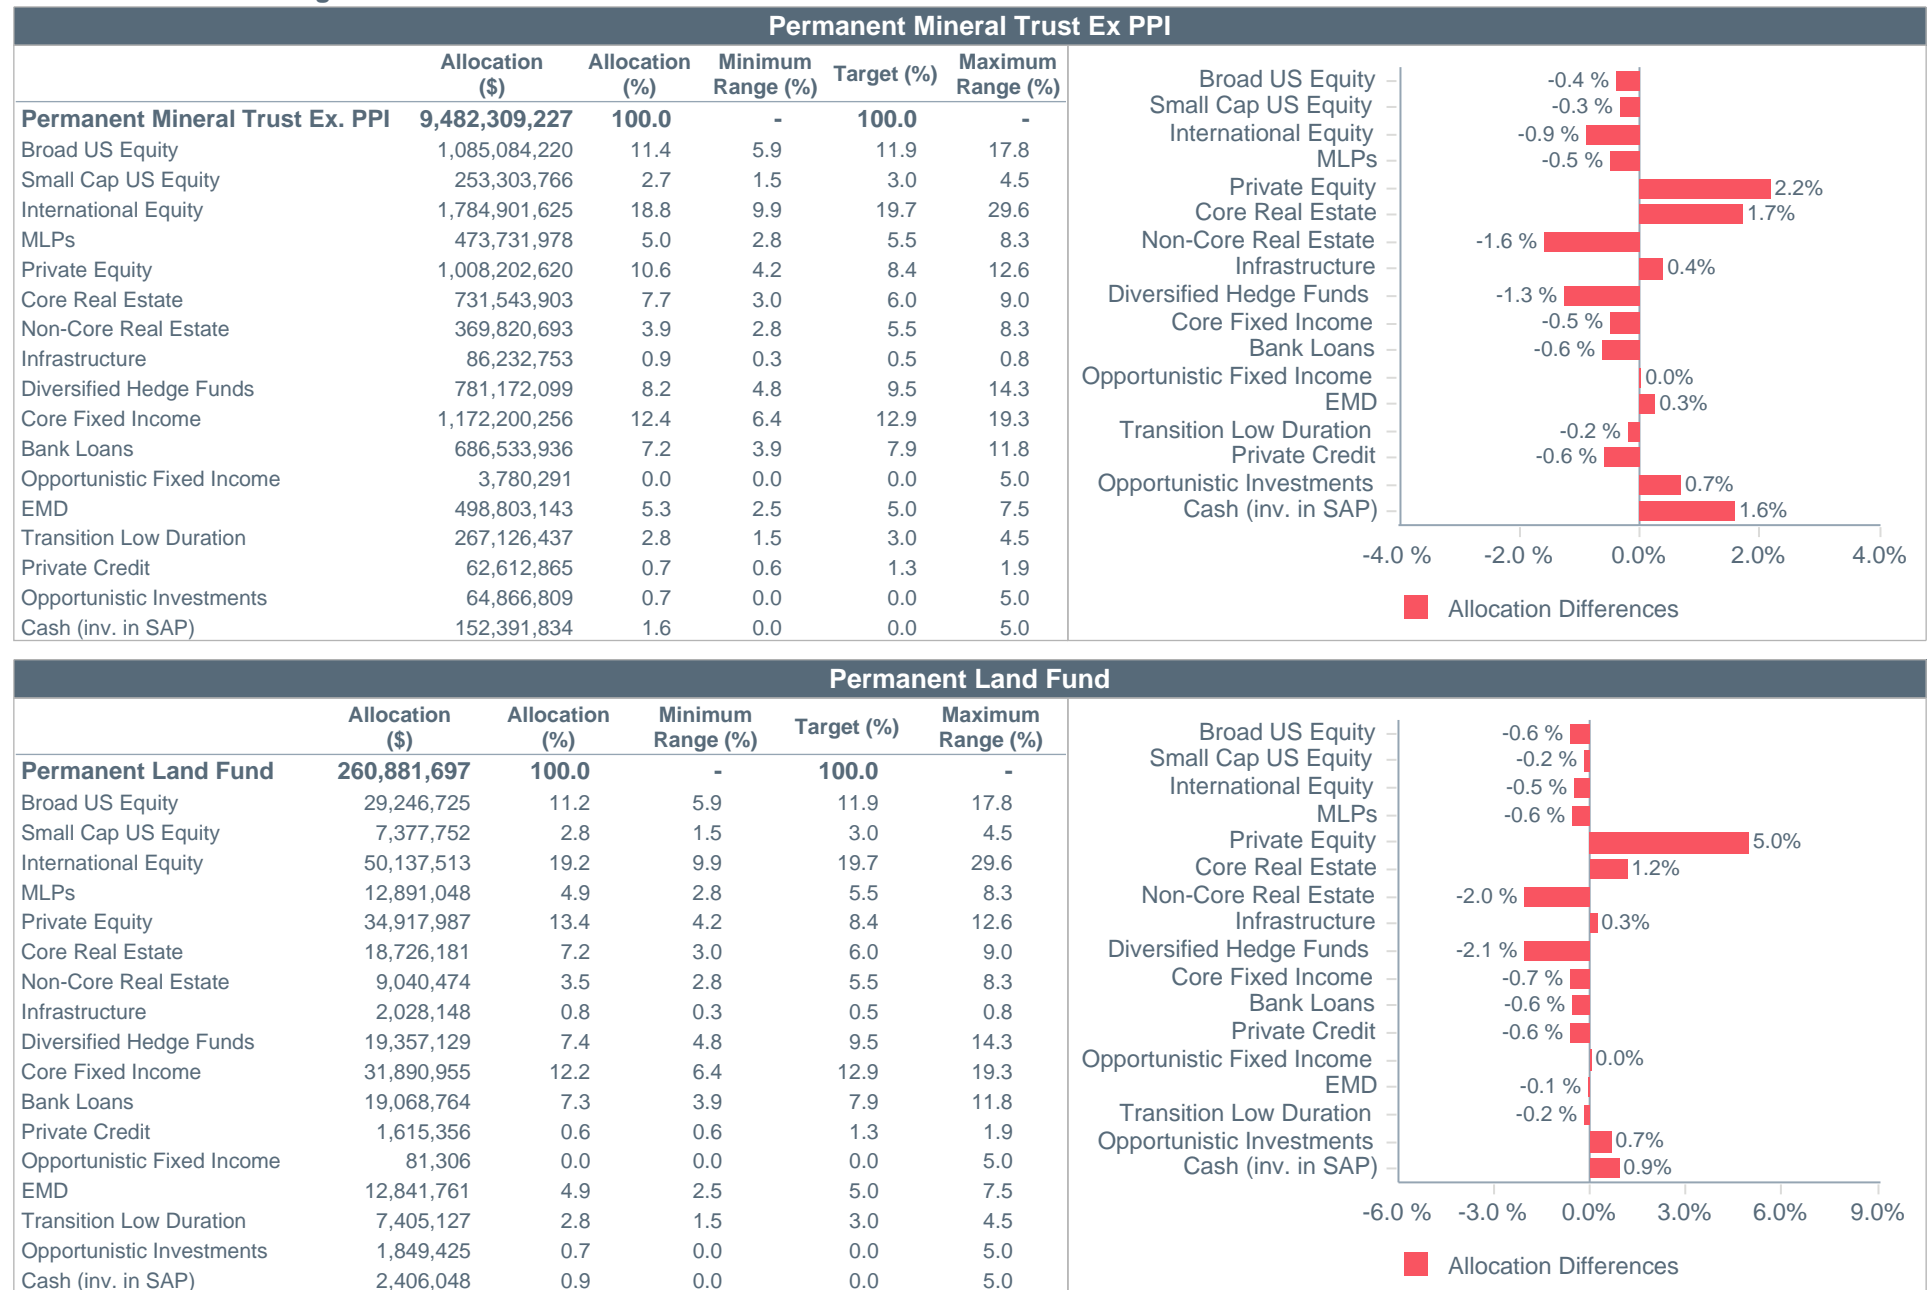 Permanent Mineral Trust Ex PPI
Allocation ($) Allocation (%) Minimum Range (%) Target (%) Maximum Range (%)
Permanent Mineral Trust Ex. PPI 9,482,309,227 100.0 - 100.0 -
Broad US Equity 1,085,084,220 11.4 5.9 11.9 17.8
Small Cap US Equity 253,303,766 2.7 1.5 3.0 4.5
International Equity 1,784,901,625 18.8 9.9 19.7 29.6
MLPs 473,731,978 5.0 2.8 5.5 8.3
Private Equity 1,008,202,620 10.6 4.2 8.4 12.6
Core Real Estate 731,543,903 7.7 3.0 6.0 9.0
Non-Core Real Estate 369,820,693 3.9 2.8 5.5 8.3
Infrastructure 86,232,753 0.9 0.3 0.5 0.8
Diversified Hedge Funds 781,172,099 8.2 4.8 9.5 14.3
Core Fixed Income 1,172,200,256 12.4 6.4 12.9 19.3
Bank Loans 686,533,936 7.2 3.9 7.9 11.8
Opportunistic Fixed Income 3,780,291 0.0 0.0 0.0 5.0
EMD 498,803,143 5.3 2.5 5.0 7.5
Transition Low Duration 267,126,437 2.8 1.5 3.0 4.5
Private Credit 62,612,865 0.7 0.6 1.3 1.9
Opportunistic Investments 64,866,809 0.7 0.0 0.0 5.0
Cash (inv. in SAP) 152,391,834 1.6 0.0 0.0 5.0
Broad US Equity -0.4 %
Small Cap US Equity -0.3 %
International Equity -0.9 %
MLPs -0.5 %
Private Equity 2.2%
Core Real Estate 1.7%
Non-Core Real Estate -1.6 %
Infrastructure 0.4%
Diversified Hedge Funds -1.3 %
Core Fixed Income -0.5 %
Bank Loans -0.6 %
Opportunistic Fixed Income 0.0%
EMD 0.3%
Transition Low Duration -0.2 %
Private Credit -0.6 %
Opportunistic Investments 0.7%
Cash (inv. in SAP) 1.6%
-4.0 % -2.0 % 0.0% 2.0% 4.0%
Allocation Differences
Permanent Land Fund
Allocation ($) Allocation (%) Minimum Range (%) Target (%) Maximum Range (%)
Permanent Land Fund 260,881,697 100.0 - 100.0 -
Broad US Equity 29,246,725 11.2 5.9 11.9 17.8
Small Cap US Equity 7,377,752 2.8 1.5 3.0 4.5
International Equity 50,137,513 19.2 9.9 19.7 29.6
MLPs 12,891,048 4.9 2.8 5.5 8.3
Private Equity 34,917,987 13.4 4.2 8.4 12.6
Core Real Estate 18,726,181 7.2 3.0 6.0 9.0
Non-Core Real Estate 9,040,474 3.5 2.8 5.5 8.3
Infrastructure 2,028,148 0.8 0.3 0.5 0.8
Diversified Hedge Funds 19,357,129 7.4 4.8 9.5 14.3
Core Fixed Income 31,890,955 12.2 6.4 12.9 19.3
Bank Loans 19,068,764 7.3 3.9 7.9 11.8
Private Credit 1,615,356 0.6 0.6 1.3 1.9
Opportunistic Fixed Income 81,306 0.0 0.0 0.0 5.0
EMD 12,841,761 4.9 2.5 5.0 7.5
Transition Low Duration 7,405,127 2.8 1.5 3.0 4.5
Opportunistic Investments 1,849,425 0.7 0.0 0.0 5.0
Cash (inv. in SAP) 2,406,048 0.9 0.0 0.0 5.0
Broad US Equity -0.6 %
Small Cap US Equity -0.2 %
International Equity -0.5 %
MLPs -0.6 %
Private Equity 5.0%
Core Real Estate 1.2%
Non-Core Real Estate -2.0 %
Infrastructure 0.3%
Diversified Hedge Funds -2.1 %
Core Fixed Income -0.7 %
Bank Loans -0.6 %
Private Credit -0.6 %
Opportunistic Fixed Income 0.0%
EMD -0.1 %
Transition Low Duration -0.2 %
Opportunistic Investments 0.7%
Cash (inv. in SAP) 0.9%
-6.0 % -3.0 % 0.0% 3.0% 6.0% 9.0%
Allocation Differences